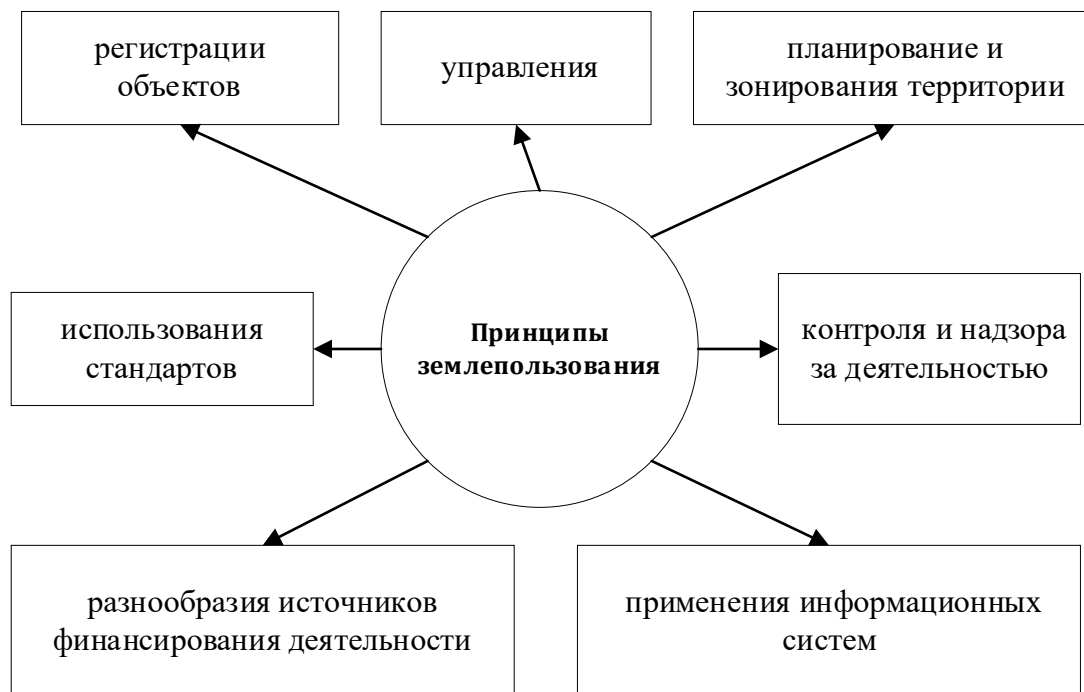 регистрации
объектов
управления
планирование и
зонирования территории
использования
стандартов
Принципы
землепользования
контроля и надзора
за деятельностью
разнообразия источников
финансирования деятельности
применения информационных
систем